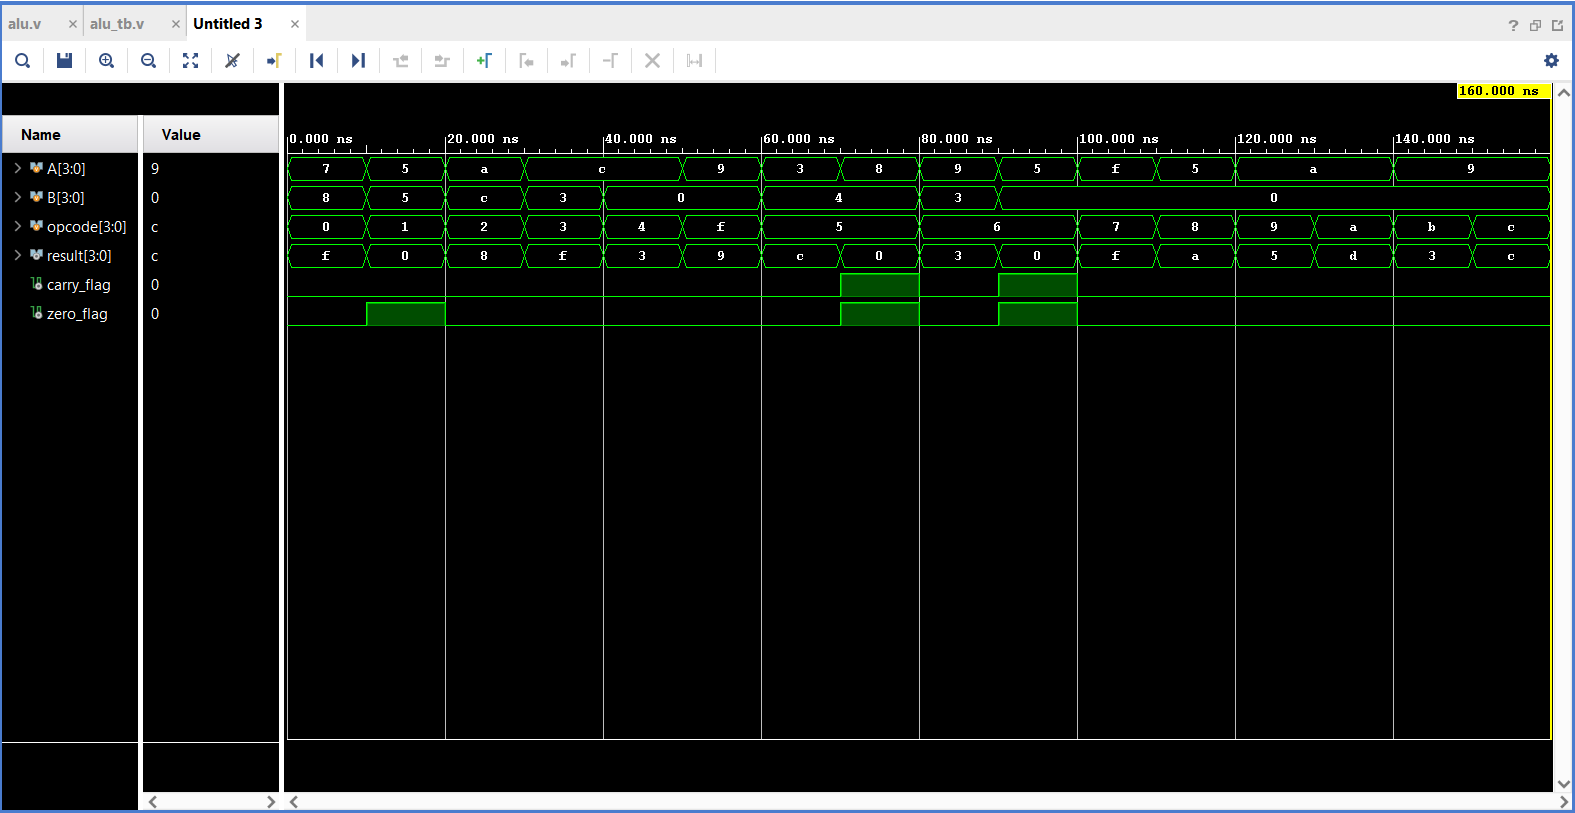 alu.v × alu_tb.v × Untitled 3 × ?
160.000 ns
Name Value
0.000 ns 20.000 ns 40.000 ns 60.000 ns 80.000 ns 100.000 ns 120.000 ns 140.000 ns
A[3:0] 9 7 5 a c 9 3 8 9 5 f 5 a 9
B[3:0] 0 8 5 c 3 0 4 3 0
opcode[3:0] c 0 1 2 3 4 f 5 6 7 8 9 a b c
result[3:0] c f 0 8 f 3 9 c 0 3 0 f a 5 d 3 c
carry_flag 0
zero_flag 0